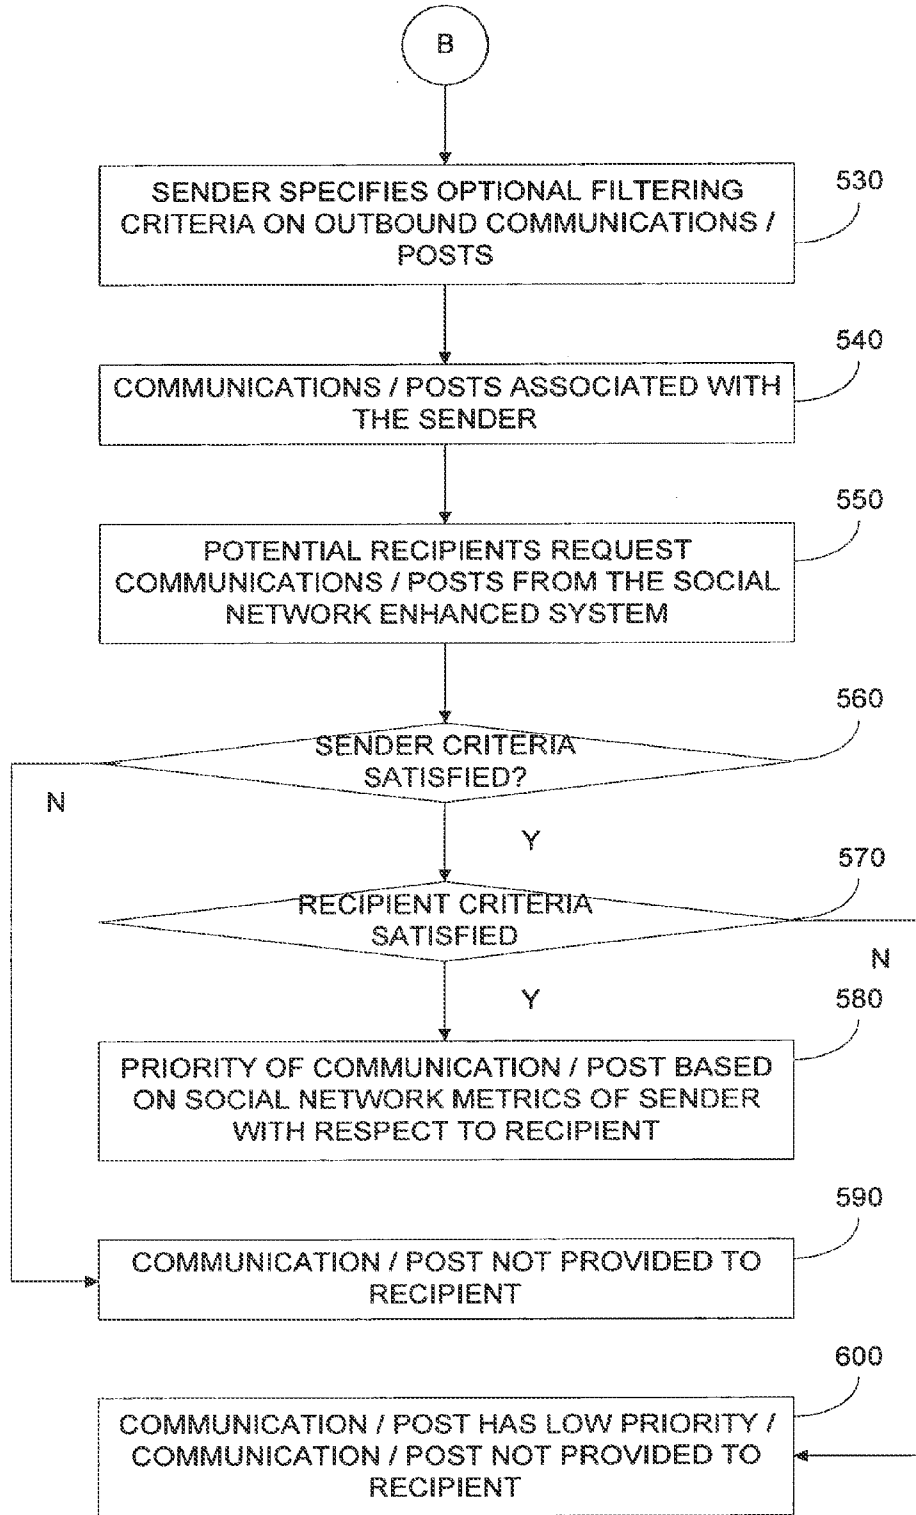 B
530
SENDER SPECIFIES OPTIONAL FILTERING
CRITERIA ON OUTBOUND COMMUNICATIONS /
POSTS
540
COMMUNICATIONS / POSTS ASSOCIATED WITH
THE SENDER
550
POTENTIAL RECIPIENTS REQUEST
COMMUNICATIONS / POSTS FROM THE SOCIAL
NETWORK ENHANCED SYSTEM
560
SENDER CRITERIA
SATISFIED?
N
Y
570
RECIPIENT CRITERIA
SATISFIED
N
Y
580
PRIORITY OF COMMUNICATION / POST BASED
ON SOCIAL NETWORK METRICS OF SENDER
WITH RESPECT TO RECIPIENT
590
COMMUNICATION / POST NOT PROVIDED TO
RECIPIENT
600
COMMUNICATION / POST HAS LOW PRIORITY /
COMMUNICATION / POST NOT PROVIDED TO
RECIPIENT